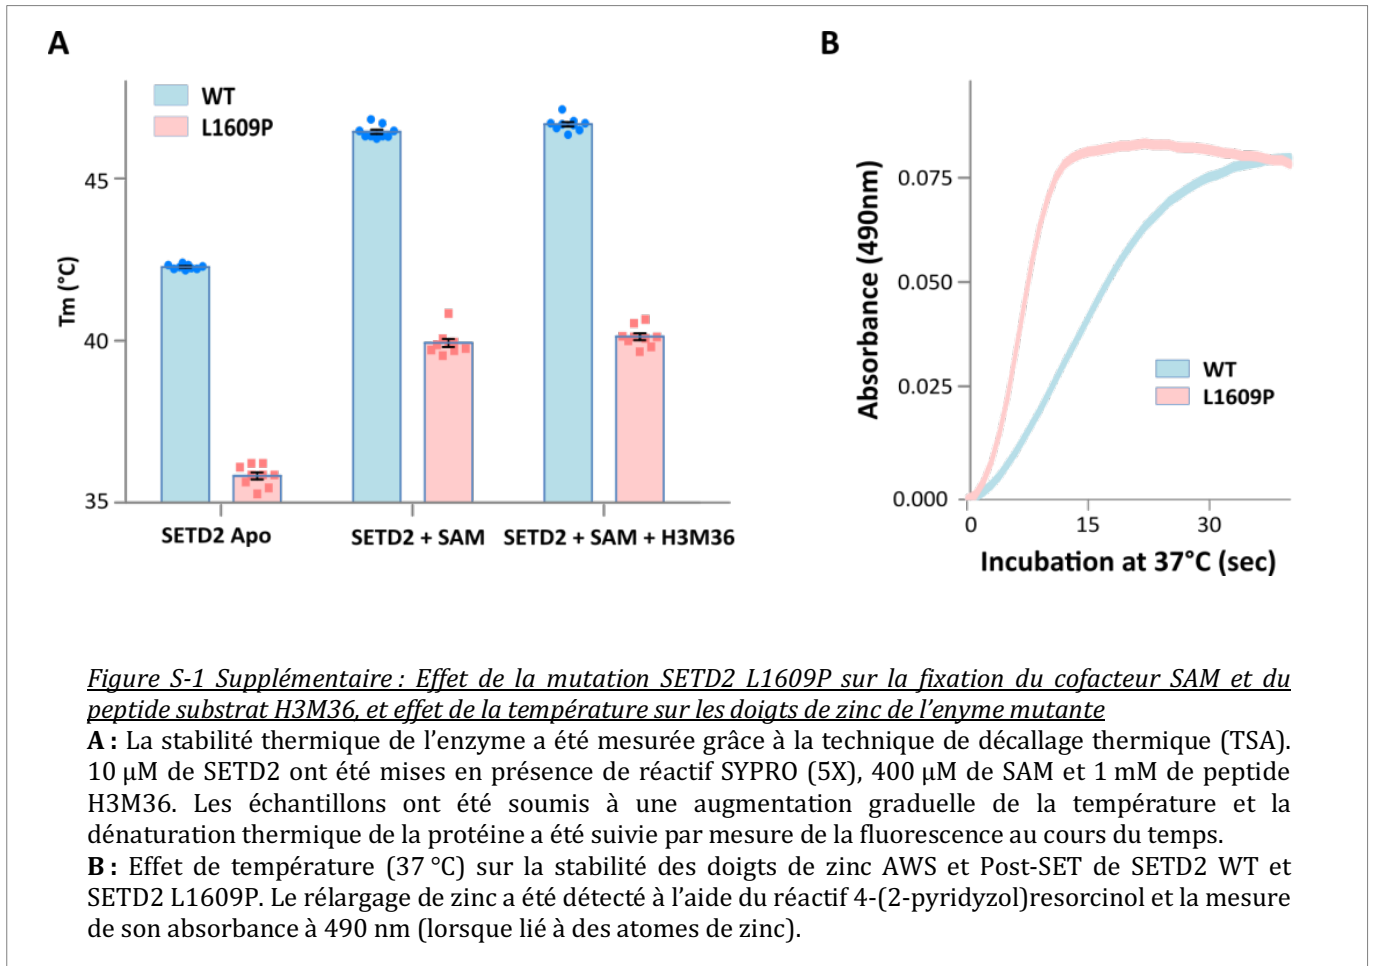 A
B
WT
L1609P
Tm (°C)
45
40
35
SETD2 Apo
SETD2 + SAM
SETD2 + SAM + H3M36
Absorbance (490nm)
0.075
0.050
0.025
0.000
WT
L1609P
0
15
30
Incubation at 37°C (sec)
Figure S-1 Supplémentaire : Effet de la mutation SETD2 L1609P sur la fixation du cofacteur SAM et du
peptide substrat H3M36, et effet de la température sur les doigts de zinc de l’enyme mutante
A : La stabilité thermique de l’enzyme a été mesurée grâce à la technique de décallage thermique (TSA).
10 µM de SETD2 ont été mises en présence de réactif SYPRO (5X), 400 µM de SAM et 1 mM de peptide
H3M36. Les échantillons ont été soumis à une augmentation graduelle de la température et la
dénaturation thermique de la protéine a été suivie par mesure de la fluorescence au cours du temps.
B : Effet de température (37 °C) sur la stabilité des doigts de zinc AWS et Post-SET de SETD2 WT et
SETD2 L1609P. Le rélargage de zinc a été détecté à l’aide du réactif 4-(2-pyridyzol)resorcinol et la mesure
de son absorbance à 490 nm (lorsque lié à des atomes de zinc).